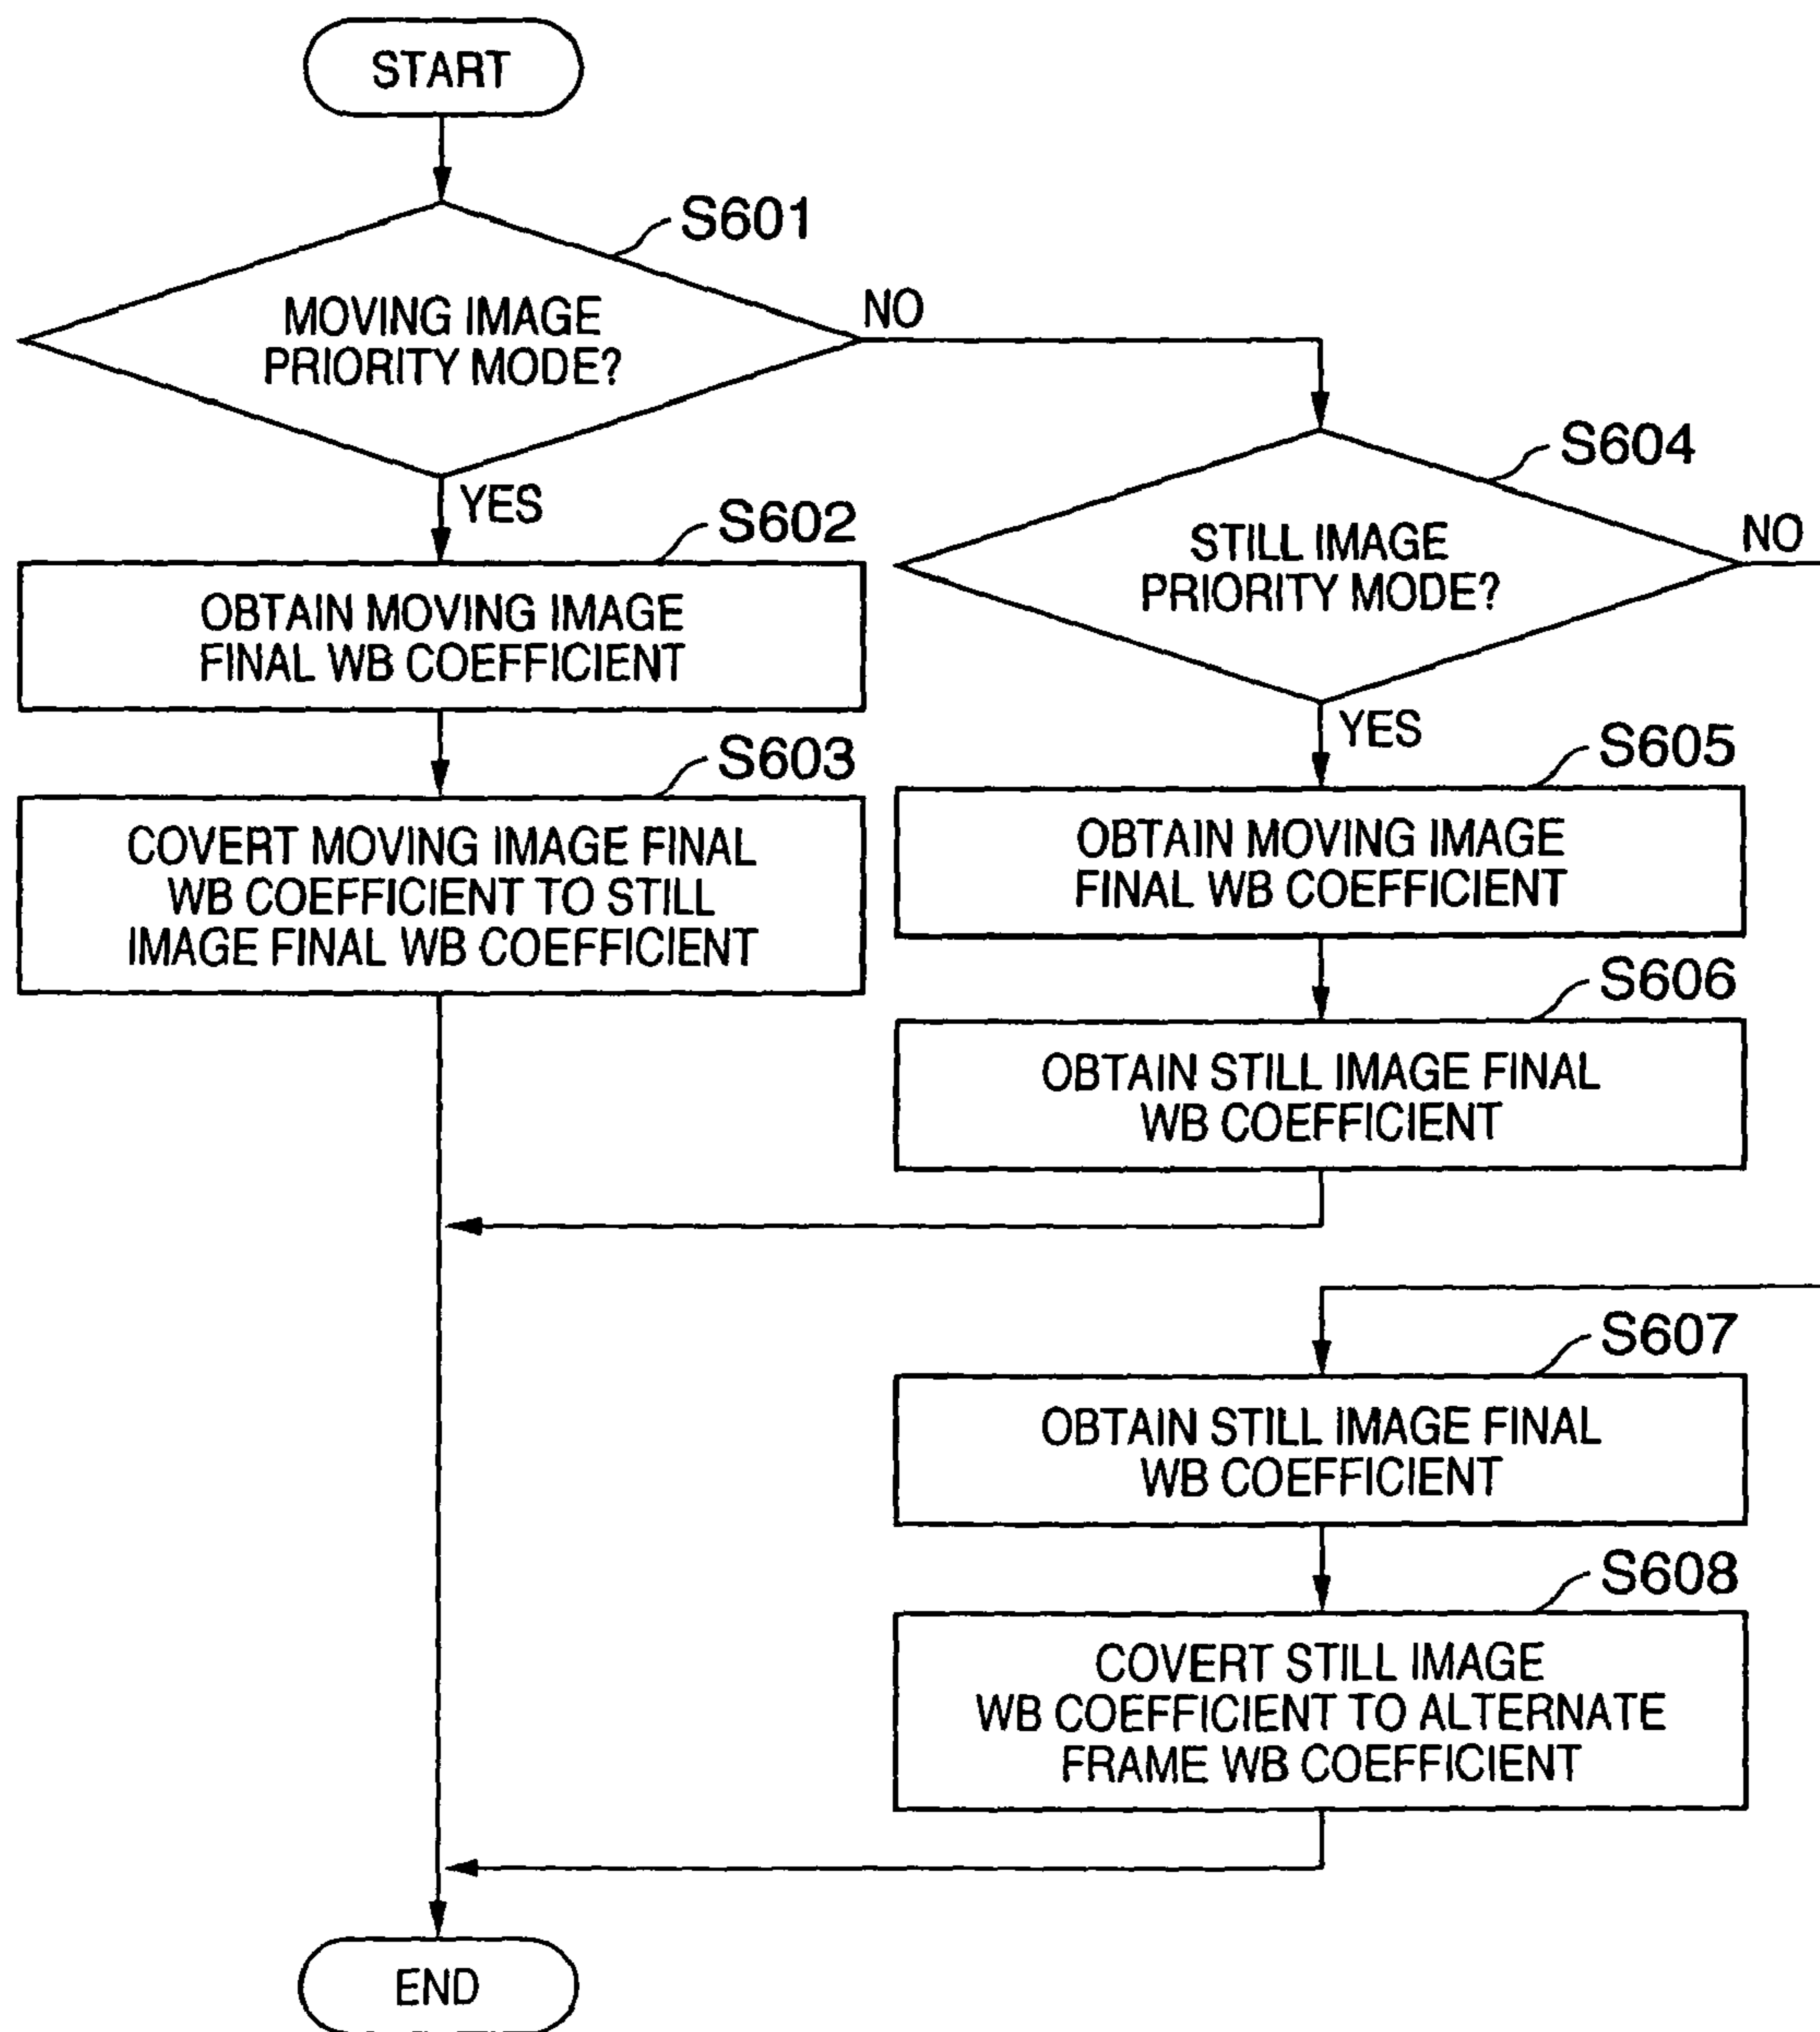 START
S601
MOVING IMAGE
PRIORITY MODE?
NO
YES
S602
OBTAIN MOVING IMAGE
FINAL WB COEFFICIENT
S603
COVERT MOVING IMAGE FINAL
WB COEFFICIENT TO STILL
IMAGE FINAL WB COEFFICIENT
S604
STILL IMAGE
PRIORITY MODE?
NO
YES
S605
OBTAIN MOVING IMAGE
FINAL WB COEFFICIENT
S606
OBTAIN STILL IMAGE FINAL
WB COEFFICIENT
S607
OBTAIN STILL IMAGE FINAL
WB COEFFICIENT
S608
COVERT STILL IMAGE
WB COEFFICIENT TO ALTERNATE
FRAME WB COEFFICIENT
END